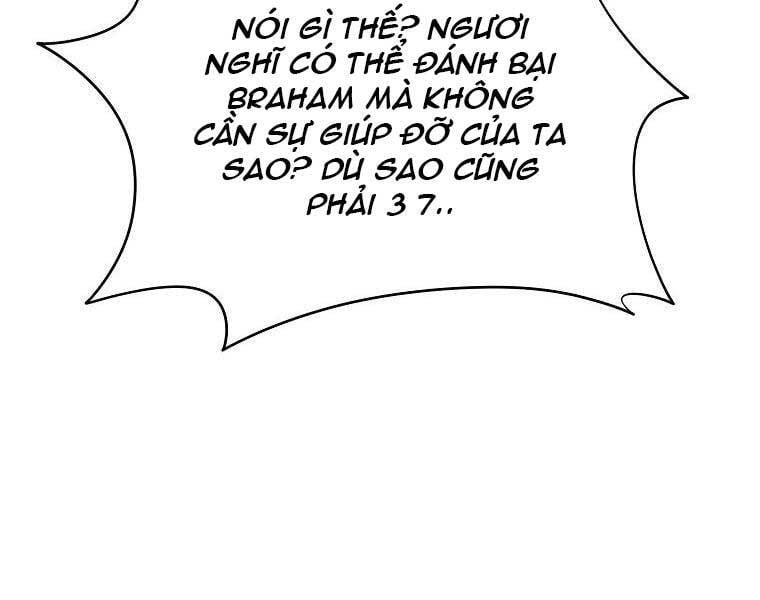 NÓI GÌ THẾ? NGƯƠI
NGHĨ CÓ THỂ ĐÁNH BẠI
BRAHAM MÀ KHÔNG
CẦN SỰ GIÚP ĐỠ CỦA TA
SAO? DÙ SAO CŨNG
PHẢI 3 7..